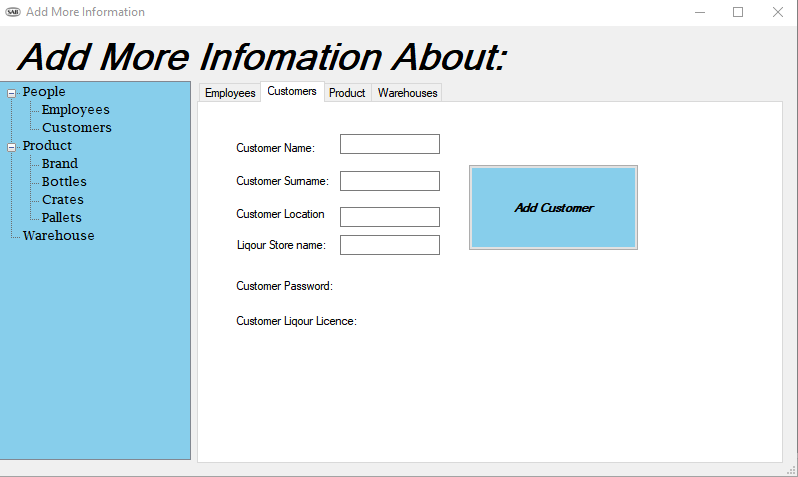 SAB Add More Information
Add More Infomation About:
People
Employees
Customers
Product
Brand
Bottles
Crates
Pallets
Warehouse
Employees Customers Product Warehouses
Customer Name:
Customer Surname:
Customer Location
Liqour Store name:
Customer Password:
Customer Liqour Licence:
Add Customer